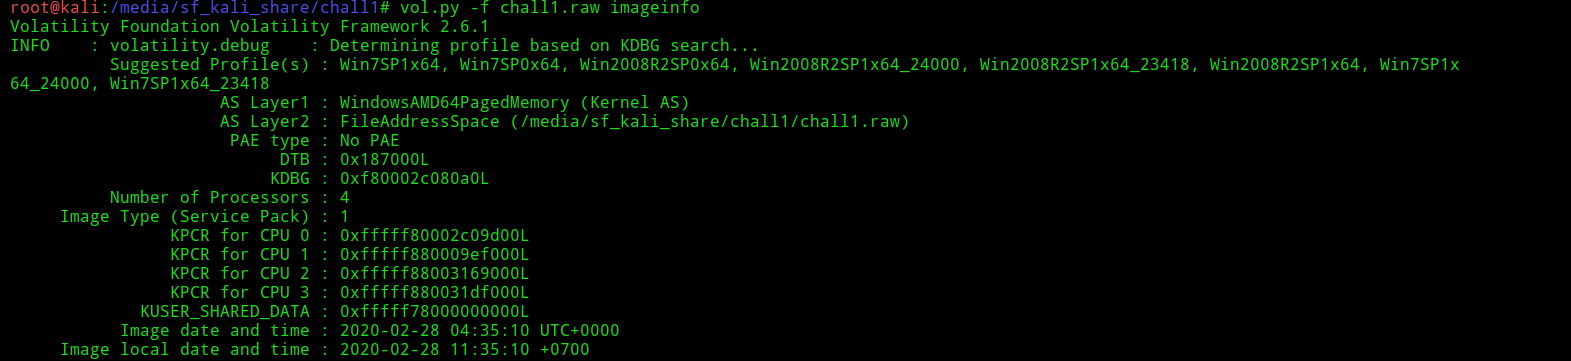 root@kali:/media/sf_kali_share/chall1# vol.py -f chall1.raw imageinfo
Volatility Foundation Volatility Framework 2.6.1
INFO    : volatility.debug    : Determining profile based on KDBG search...
          Suggested Profile(s) : Win7SP1x64, Win7SP0x64, Win2008R2SP0x64, Win2008R2SP1x64_24000, Win2008R2SP1x64_23418, Win2008R2SP1x64, Win7SP1x
64_24000, Win7SP1x64_23418
                     AS Layer1 : WindowsAMD64PagedMemory (Kernel AS)
                     AS Layer2 : FileAddressSpace (/media/sf_kali_share/chall1/chall1.raw)
                      PAE type : No PAE
                           DTB : 0x187000L
                          KDBG : 0xf80002c080a0L
          Number of Processors : 4
     Image Type (Service Pack) : 1
                KPCR for CPU 0 : 0xfffff80002c09d00L
                KPCR for CPU 1 : 0xfffff880009ef000L
                KPCR for CPU 2 : 0xfffff88003169000L
                KPCR for CPU 3 : 0xfffff880031df000L
             KUSER_SHARED_DATA : 0xfffff78000000000L
           Image date and time : 2020-02-28 04:35:10 UTC+0000
     Image local date and time : 2020-02-28 11:35:10 +0700